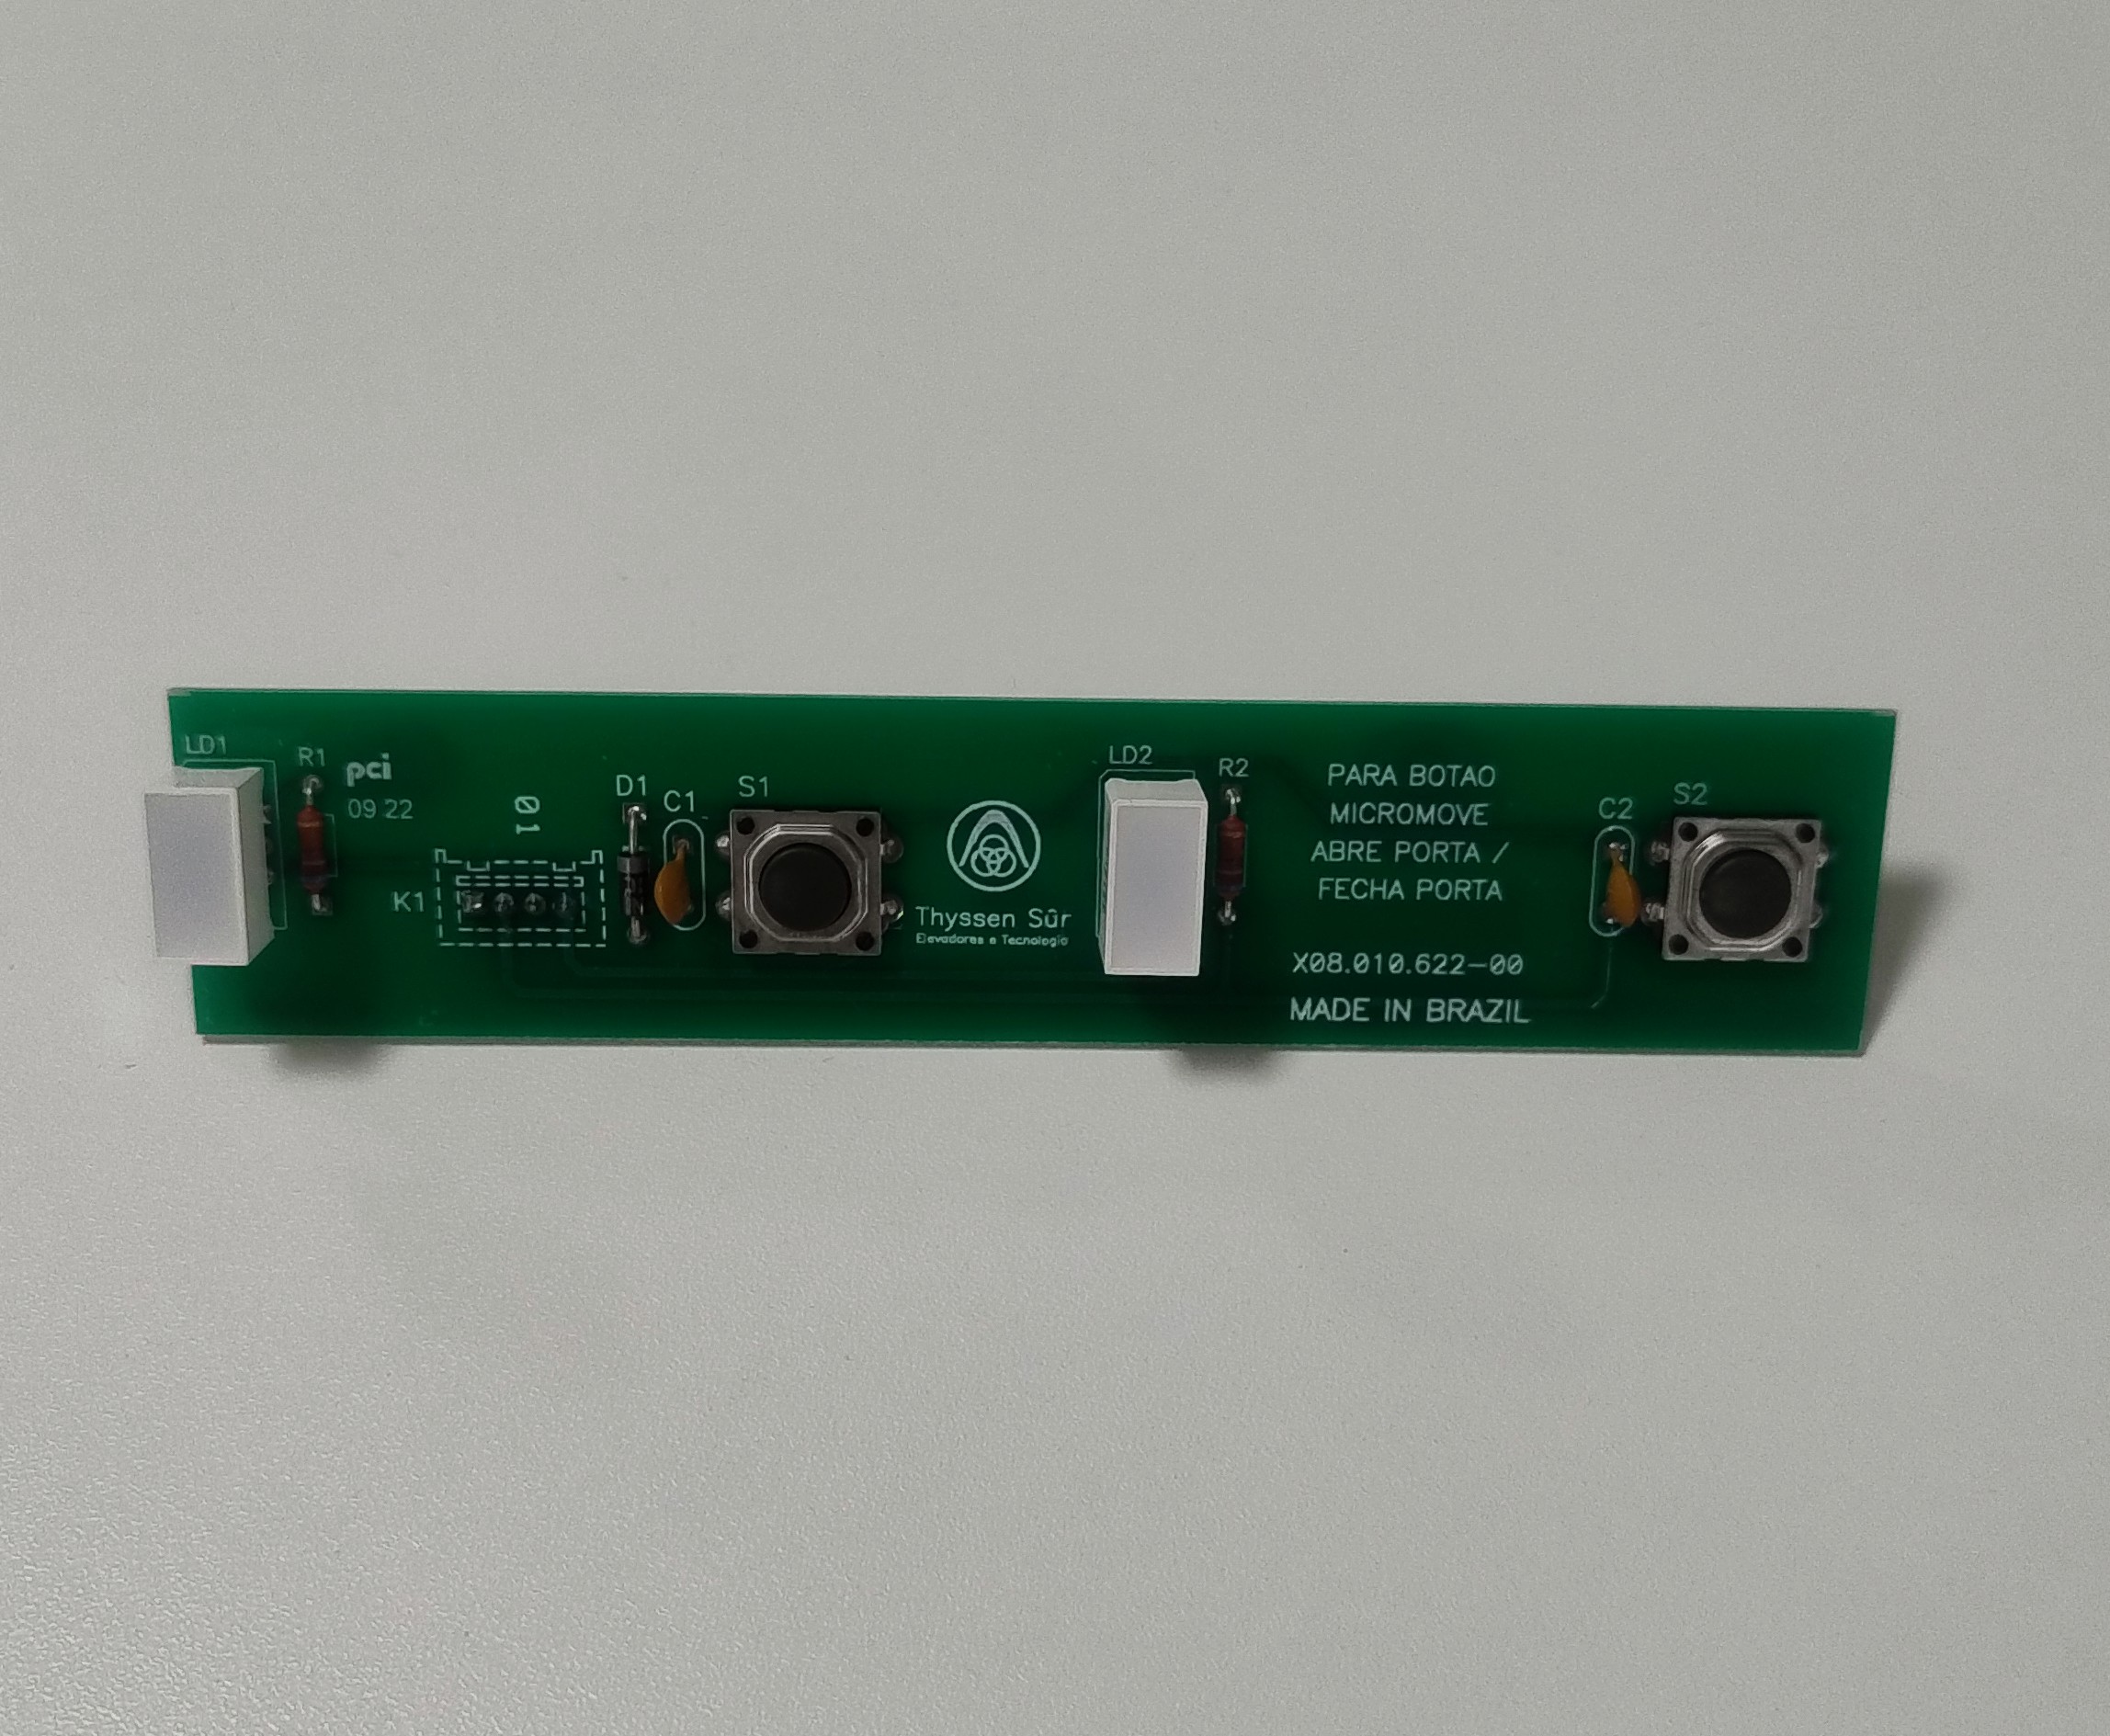 LD1
R1
pci
09 22
K1
01
D1
C1
S1
Thyssen Sûr
Elevadores e Tecnologia
LD2
R2
PARA BOTAO
MICROMOVE
ABRE PORTA /
FECHA PORTA
X08.010.622-00
MADE IN BRAZIL
C2
S2